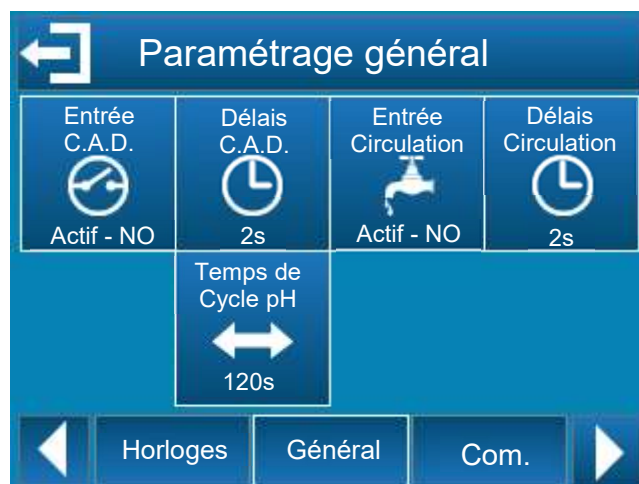 Paramétrage général
Entrée
C.A.D.
Actif - NO
Délais
C.A.D.
2s
Entrée
Circulation
Actif - NO
Délais
Circulation
2s
Temps de
Cycle pH
120s
Horloges
Général
Com.